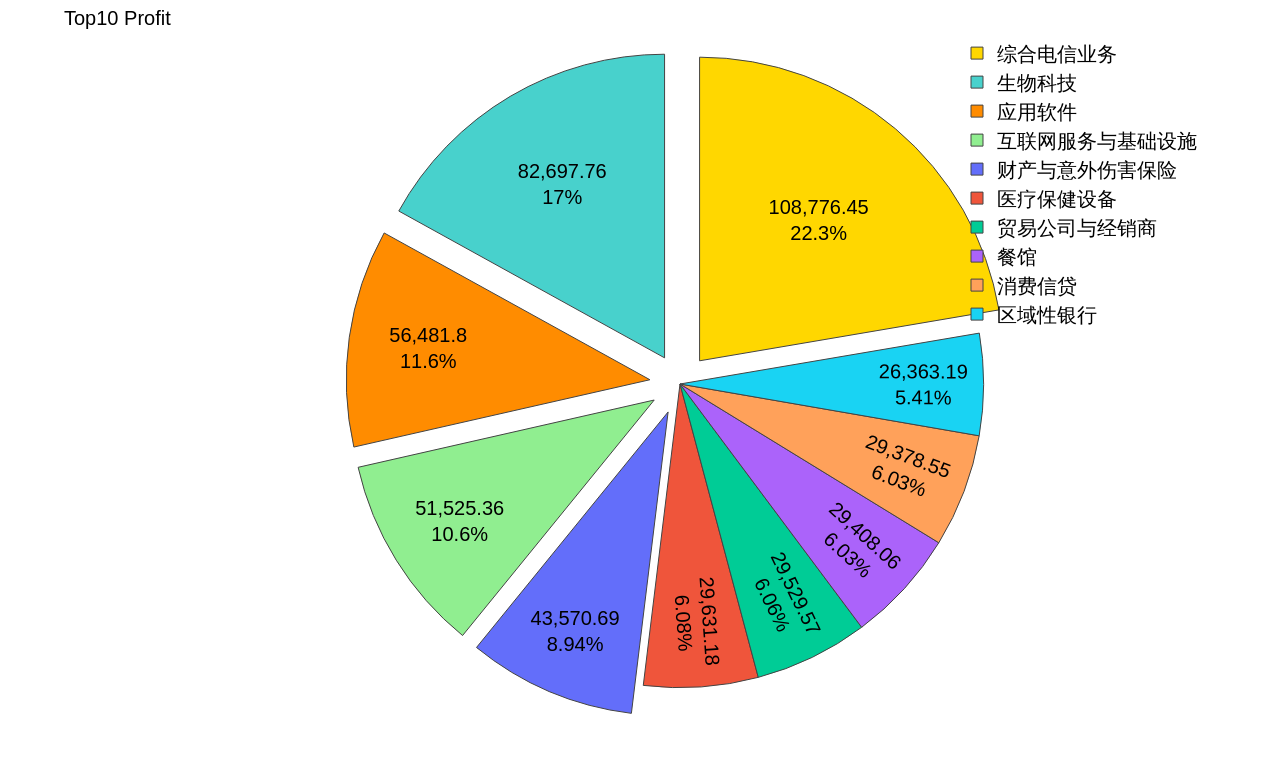 Top10 Profit
综合电信业务
生物科技
应用软件
互联网服务与基础设施
财产与意外伤害保险
医疗保健设备
贸易公司与经销商
餐馆
消费信贷
区域性银行
108,776.45
22.3%
82,697.76
17%
56,481.8
11.6%
51,525.36
10.6%
43,570.69
8.94%
29,631.18
6.08%
29,529.57
6.06%
29,408.06
6.03%
29,378.55
6.03%
26,363.19
5.41%